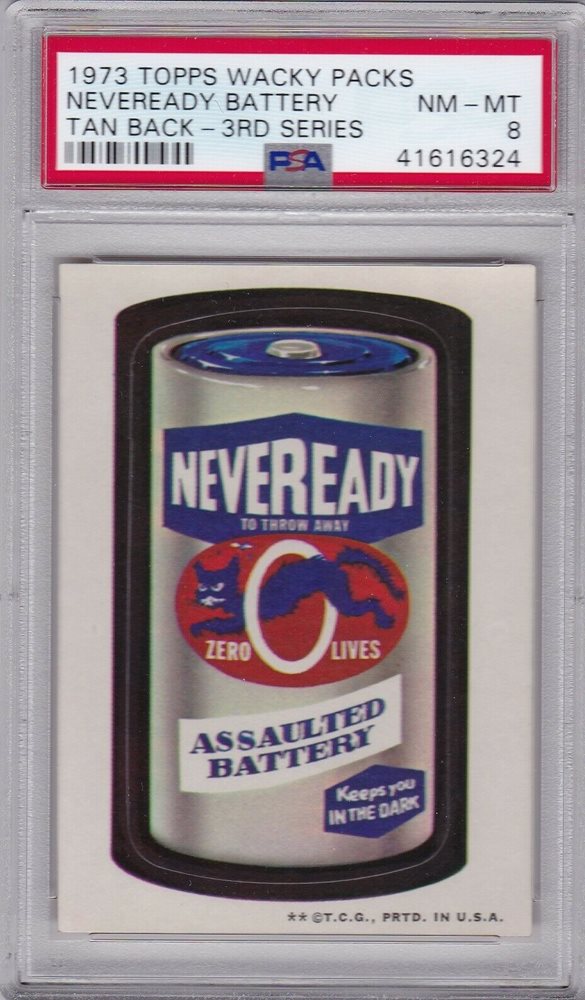 1973 TOPPS WACKY PACKS
NEVEREADY BATTERY NM-MT
TAN BACK - 3RD SERIES 8
PSA 41616324
NEVEREADY
TO THROW AWAY
ZERO 0 LIVES
ASSAULTED
BATTERY
Keeps you
IN THE DARK
** ©T.C.G., PRTD. IN U.S.A.